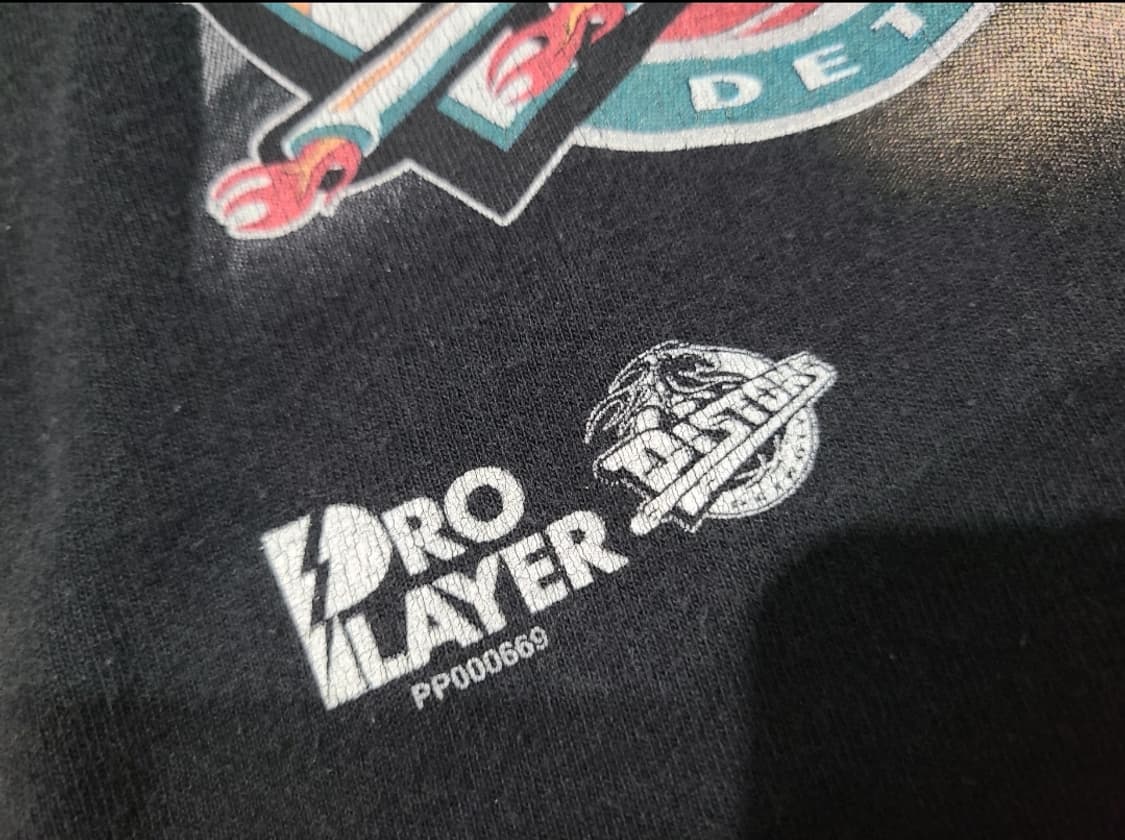 DET
PISTONS
PRO
PLAYER
PP000669